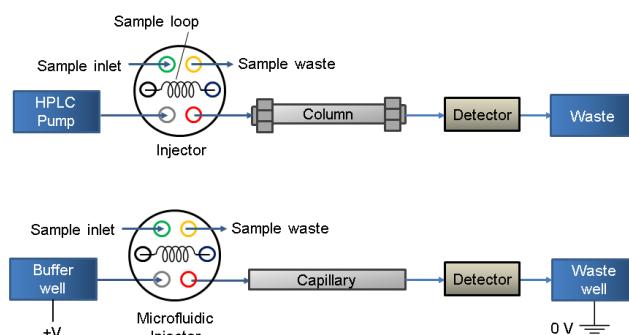 Sample loop
Sample inlet
Sample waste
HPLC
Pump
Column
Detector
Waste
Injector
Sample inlet
Sample waste
Buffer
well
Capillary
Detector
Waste
well
Microfluidic
Injector
+V
0 V